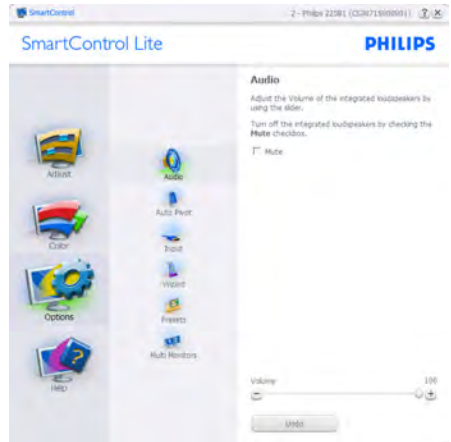 SmartControl
2 - Philips 225B1
SmartControl Lite
PHILIPS
Audio
Adjust the Volume of the integrated loudspeakers by
using the slider.
Turn off the integrated loudspeakers by checking the
Mute checkbox.
Mute
Adjust
Color
Options
Help
Audio
Auto Pivot
Input
Wizard
Presets
Multi Monitors
Volume
100
Undo